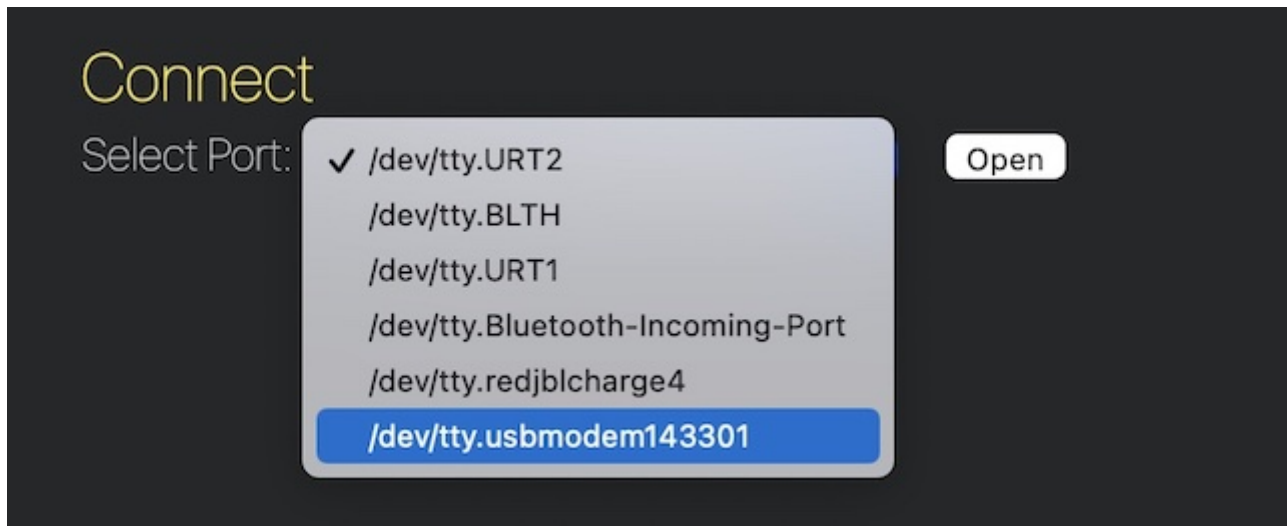 Connect
Select Port: ✓ /dev/tty.URT2 Open
/dev/tty.BLTH
/dev/tty.URT1
/dev/tty.Bluetooth-Incoming-Port
/dev/tty.redjblcharge4
/dev/tty.usbmodem143301